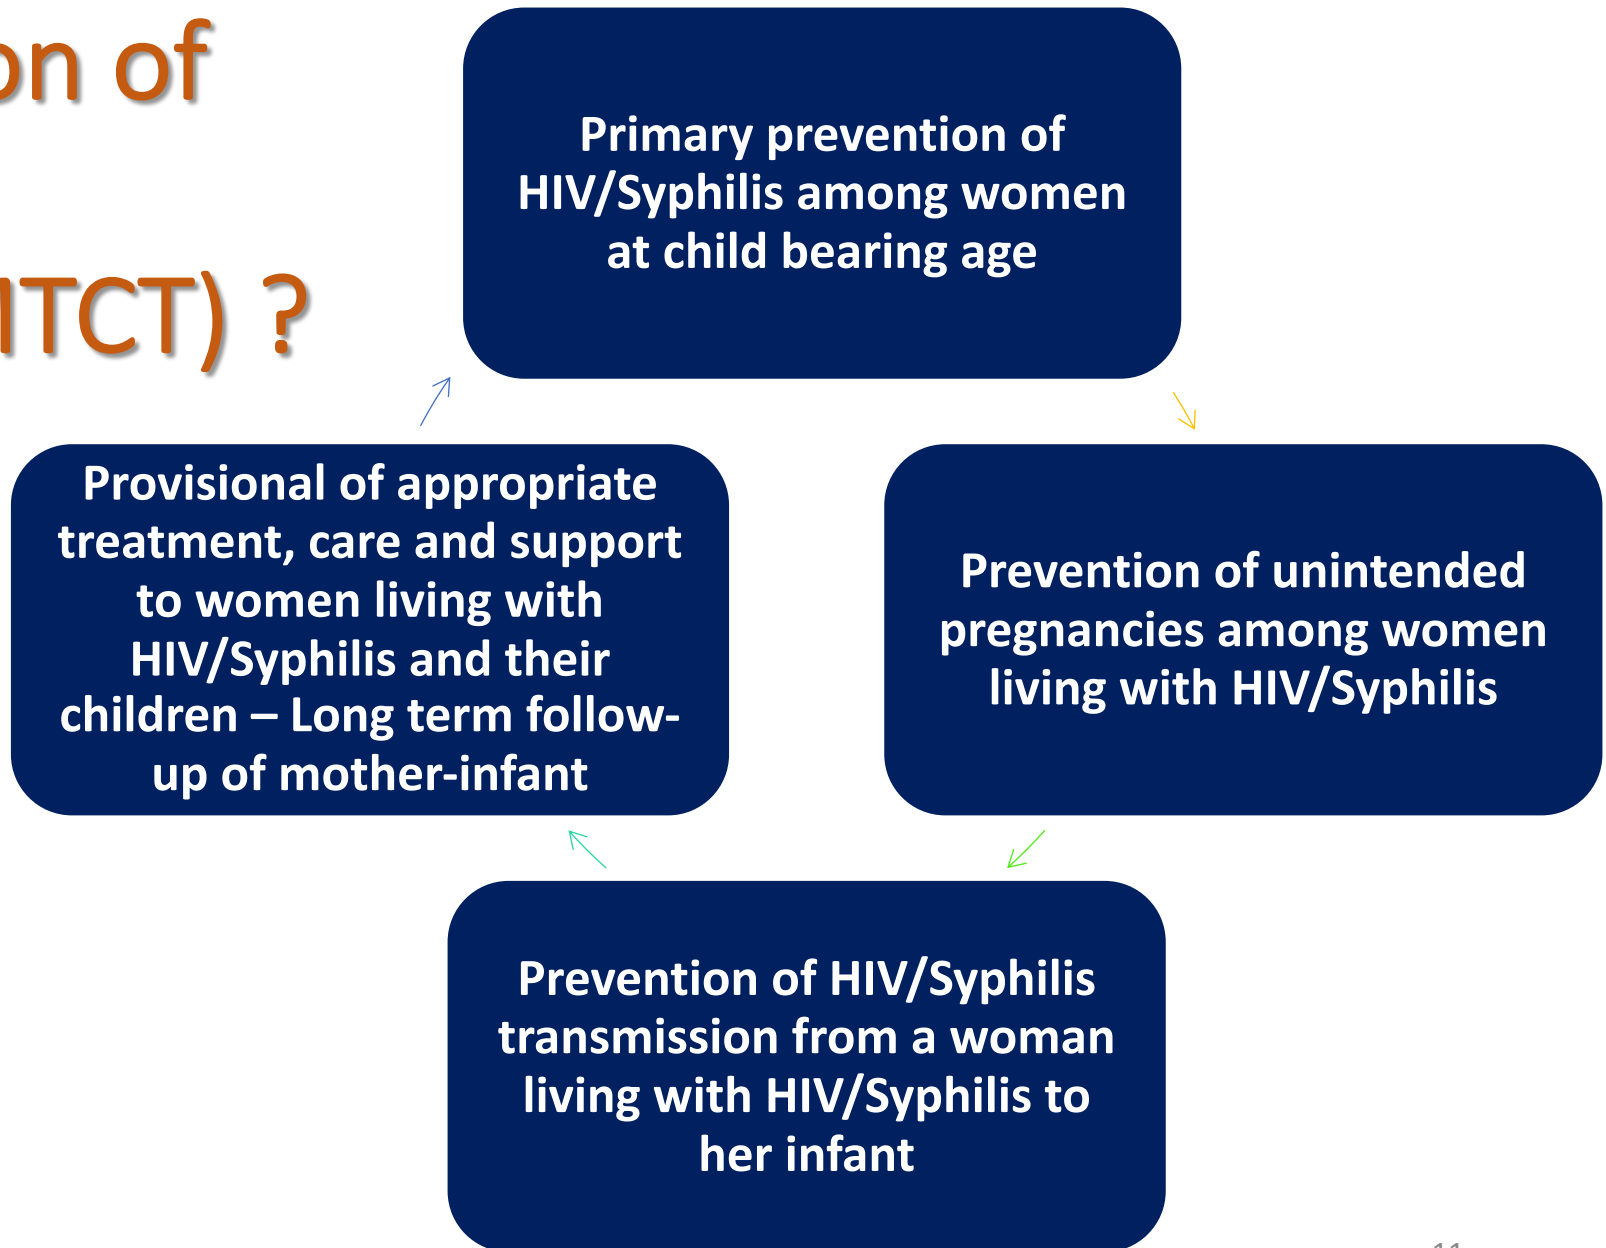 on of
TCT) ?
Primary prevention of
HIV/Syphilis among women
at child bearing age
Provisional of appropriate
treatment, care and support
to women living with
HIV/Syphilis and their
children – Long term follow-
up of mother-infant
Prevention of unintended
pregnancies among women
living with HIV/Syphilis
Prevention of HIV/Syphilis
transmission from a woman
living with HIV/Syphilis to
her infant